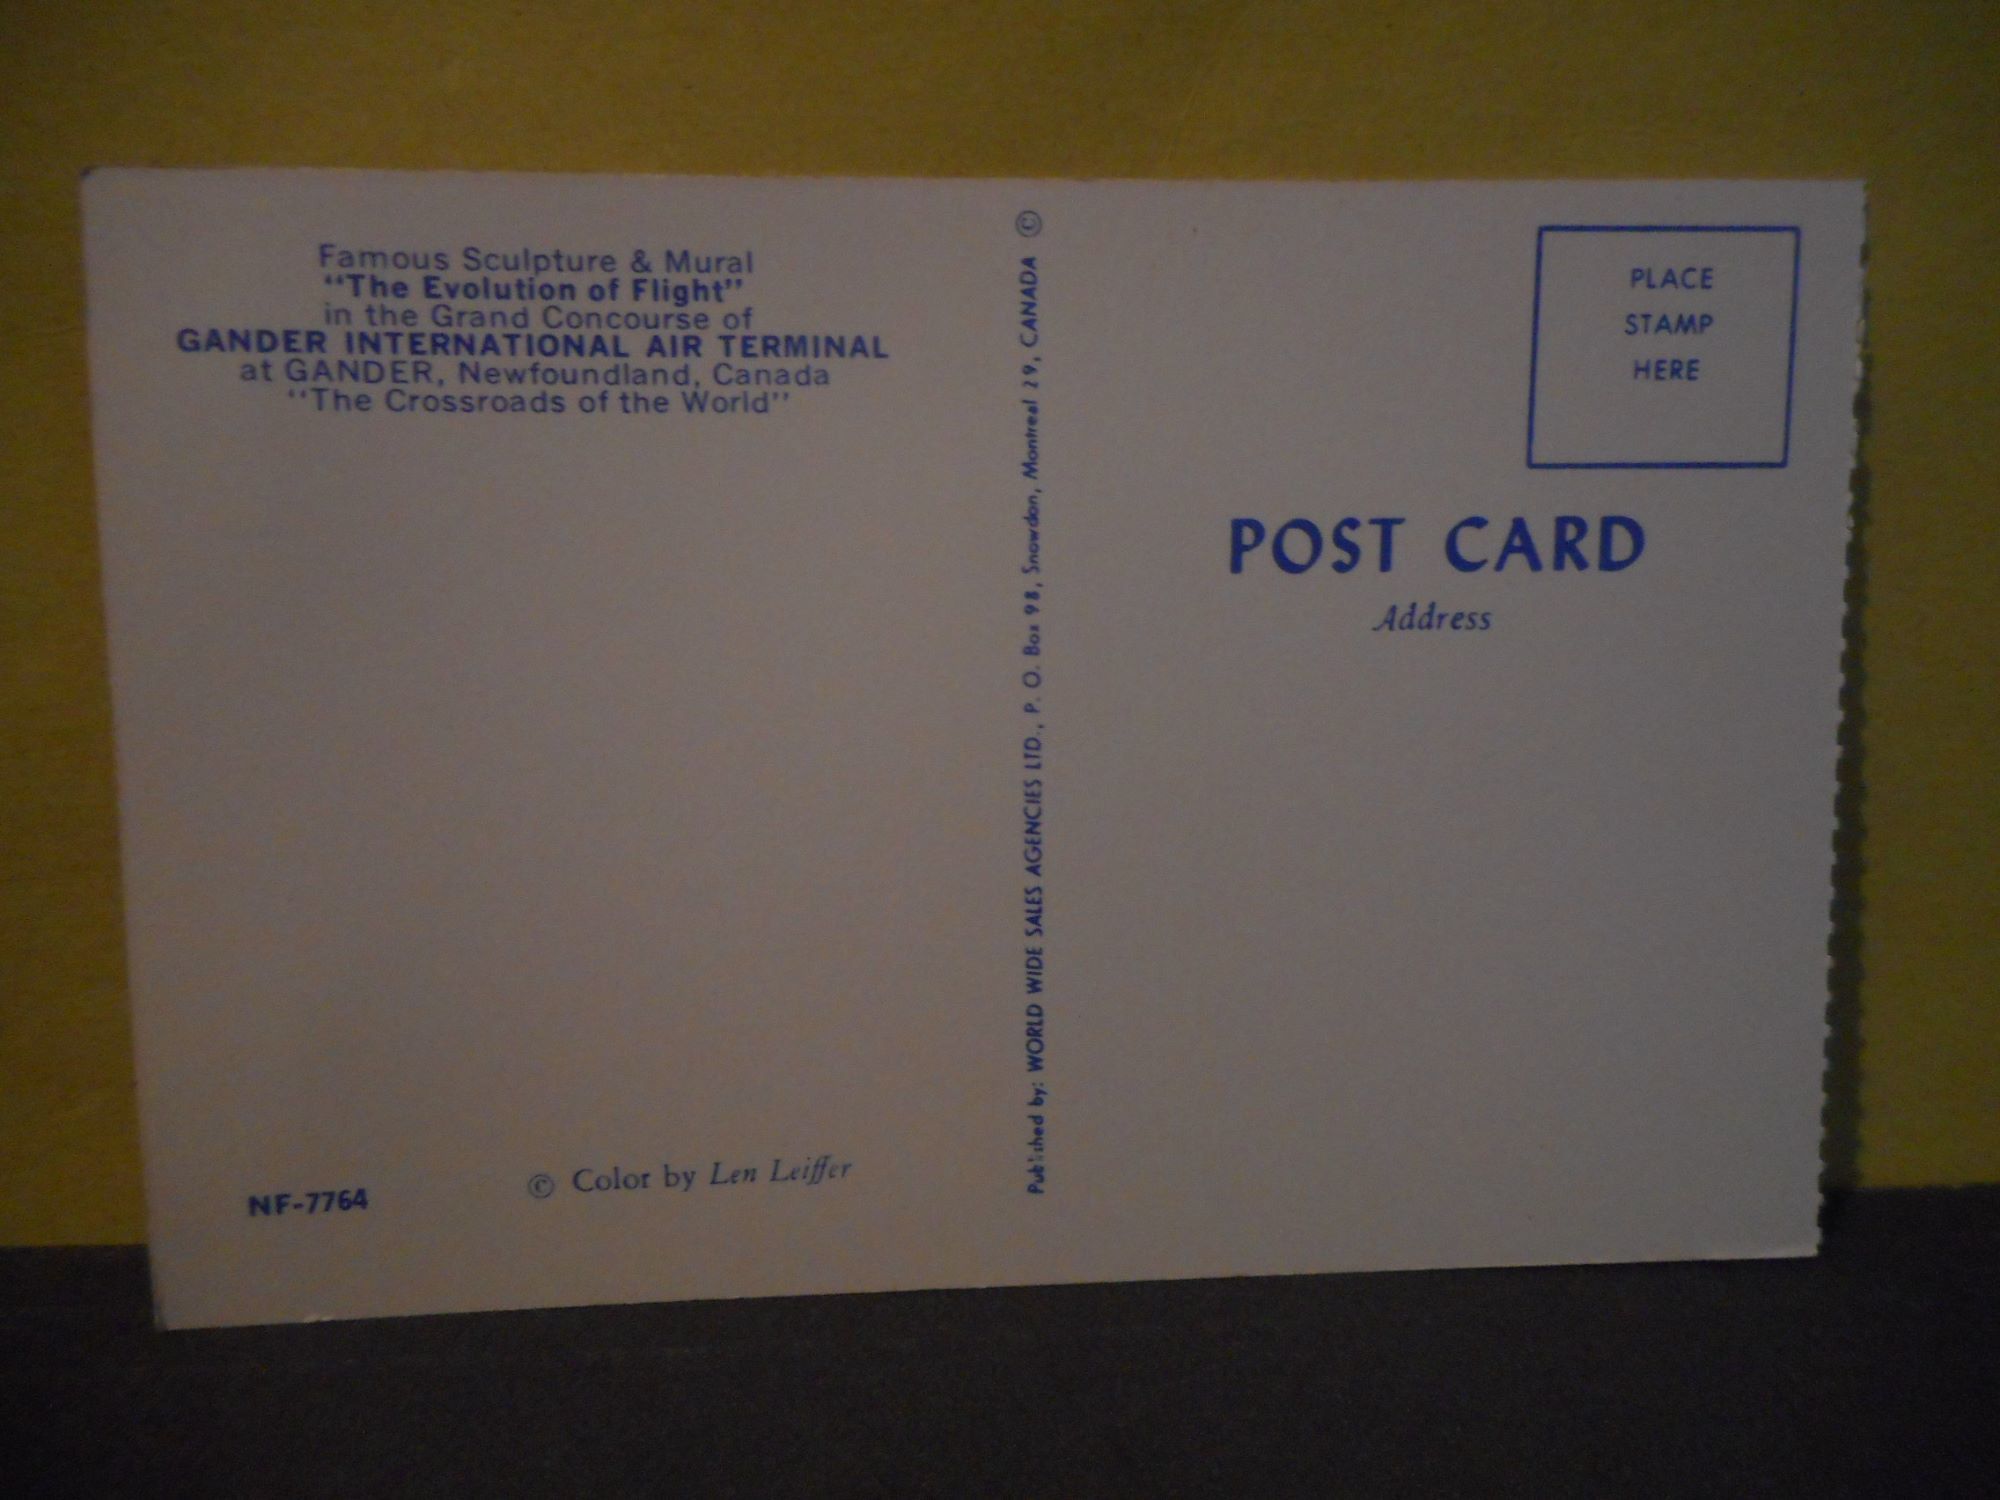 Famous Sculpture & Mural
"The Evolution of Flight"
in the Grand Concourse of
GANDER INTERNATIONAL AIR TERMINAL
at GANDER, Newfoundland, Canada
"The Crossroads of the World"
NF-7764
© Color by Len Leiffer
Published by: WORLD WIDE SALES AGENCIES LTD., P. O. Box 98, Snowdon, Montreal 29, CANADA ©
PLACE
STAMP
HERE
POST CARD
Address